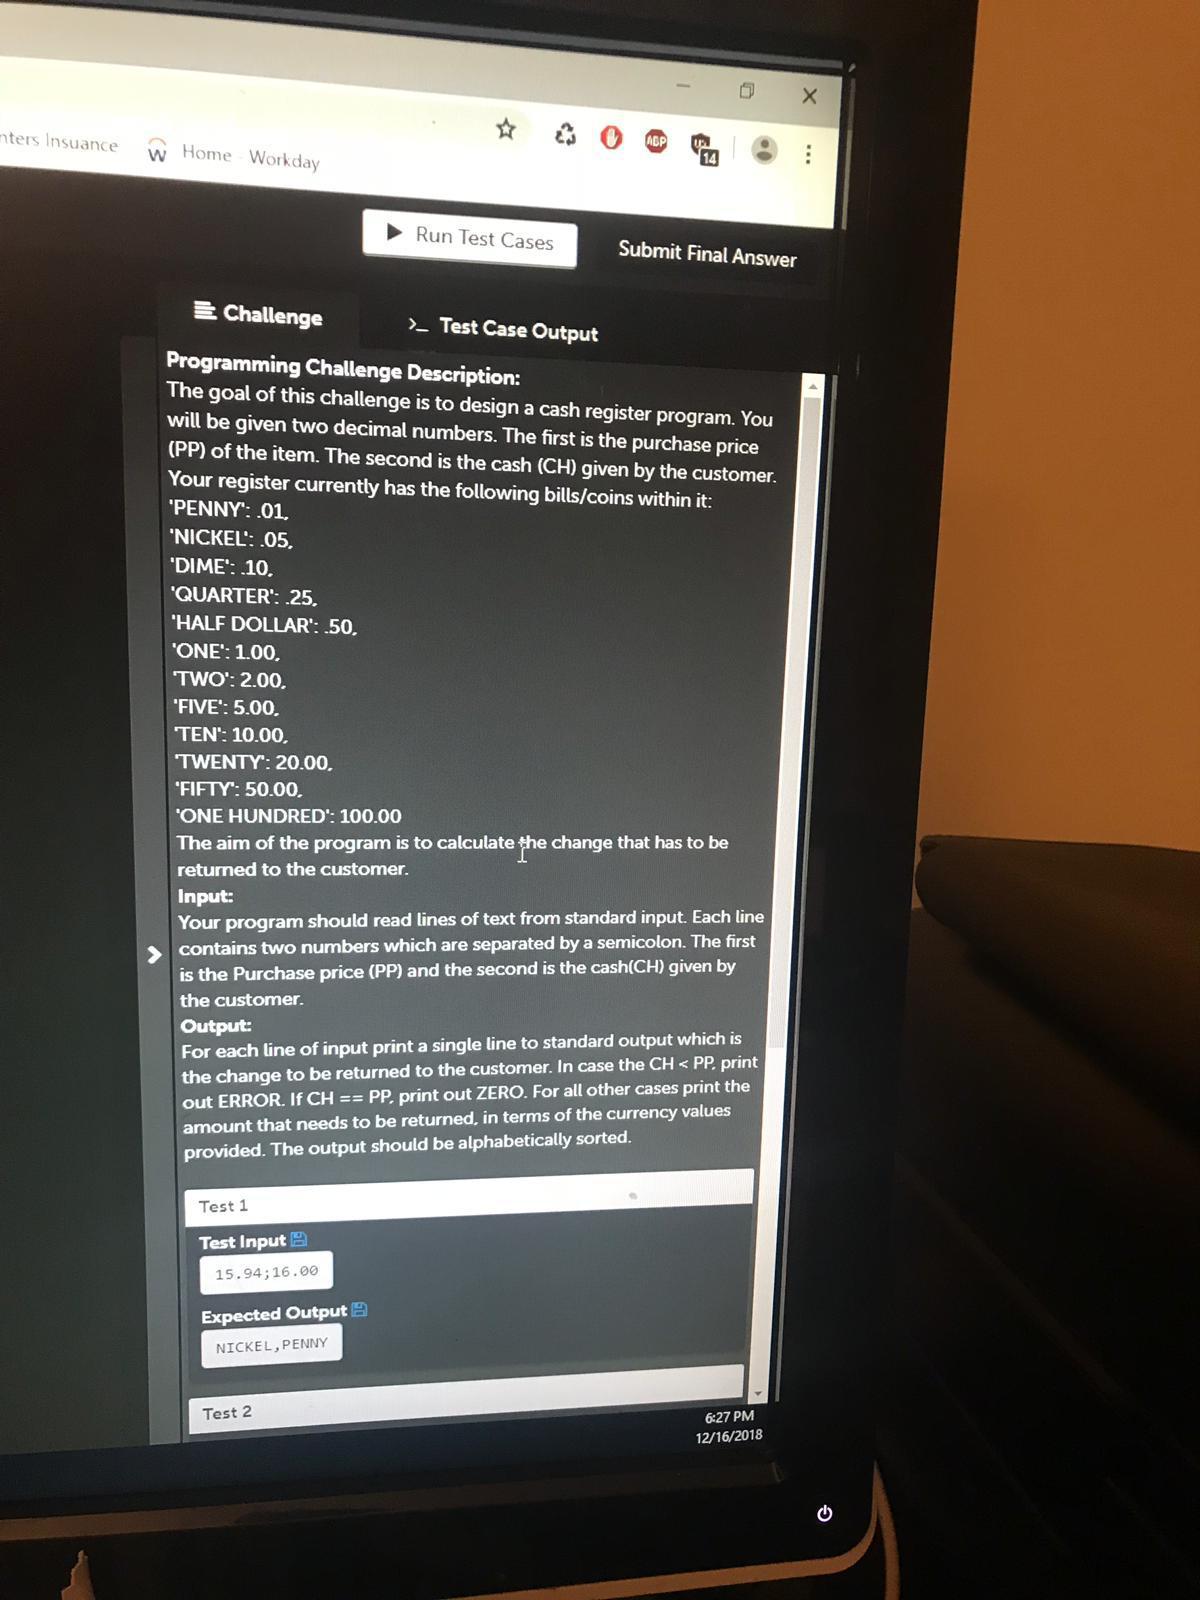 nters Insuance
Home - Workday
ABP
14
Run Test Cases
Submit Final Answer
Challenge
Test Case Output
Programming Challenge Description:
The goal of this challenge is to design a cash register program. You
will be given two decimal numbers. The first is the purchase price
(PP) of the item. The second is the cash (CH) given by the customer.
Your register currently has the following bills/coins within it:
'PENNY': .01,
'NICKEL': .05,
'DIME': .10,
'QUARTER': .25,
'HALF DOLLAR': .50,
'ONE': 1.00,
'TWO': 2.00,
'FIVE': 5.00,
'TEN': 10.00,
'TWENTY': 20.00,
'FIFTY': 50.00,
'ONE HUNDRED': 100.00
The aim of the program is to calculate the change that has to be
returned to the customer.
Input:
Your program should read lines of text from standard input. Each line
contains two numbers which are separated by a semicolon. The first
is the Purchase price (PP) and the second is the cash(CH) given by
the customer.
Output:
For each line of input print a single line to standard output which is
the change to be returned to the customer. In case the CH < PP, print
out ERROR. If CH == PP, print out ZERO. For all other cases print the
amount that needs to be returned, in terms of the currency values
provided. The output should be alphabetically sorted.
Test 1
Test Input
15.94;16.00
Expected Output
NICKEL,PENNY
Test 2
6:27 PM
12/16/2018